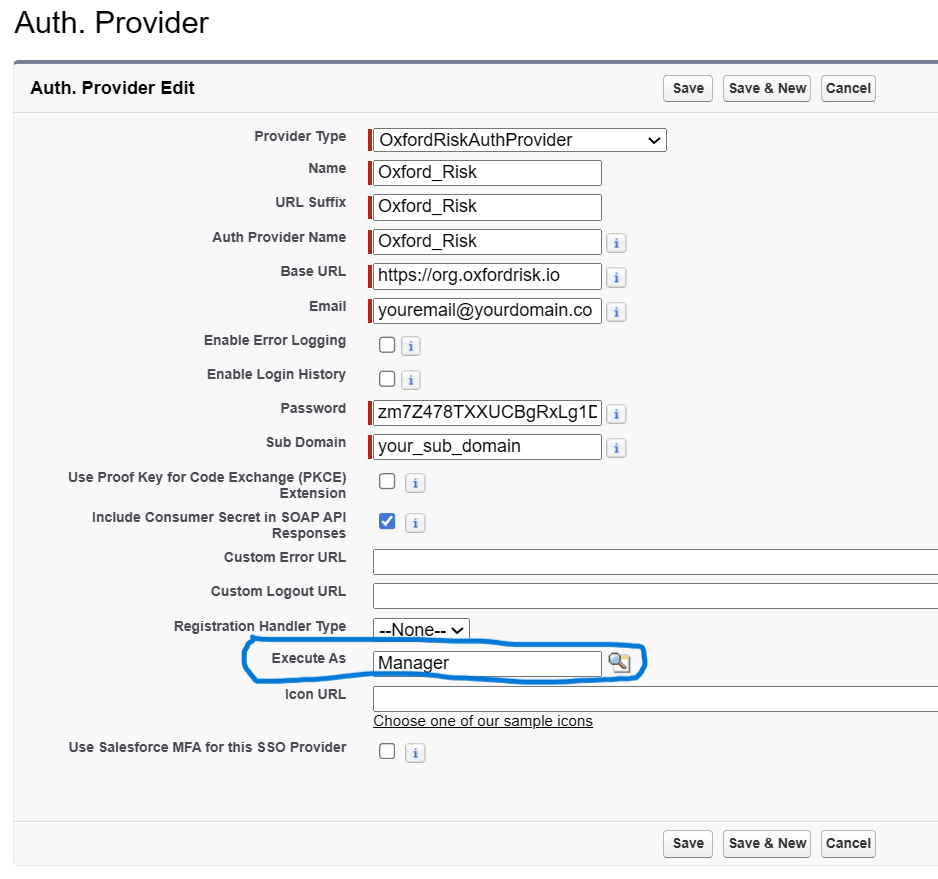 Auth. Provider
Auth. Provider Edit Save Save & New Cancel
Provider Type OxfordRiskAuthProvider
Name Oxford_Risk
URL Suffix Oxford_Risk
Auth Provider Name Oxford_Risk i
Base URL https://org.oxfordrisk.io i
Email youremail@yourdomain.co i
Enable Error Logging i
Enable Login History i
Password zm7Z478TXXUCBgRxLg1D i
Sub Domain your_sub_domain i
Use Proof Key for Code Exchange (PKCE)
Extension i
Include Consumer Secret in SOAP API
Responses i
Custom Error URL
Custom Logout URL
Registration Handler Type --None--
Execute As Manager
Icon URL
Choose one of our sample icons
Use Salesforce MFA for this SSO Provider i
Save Save & New Cancel